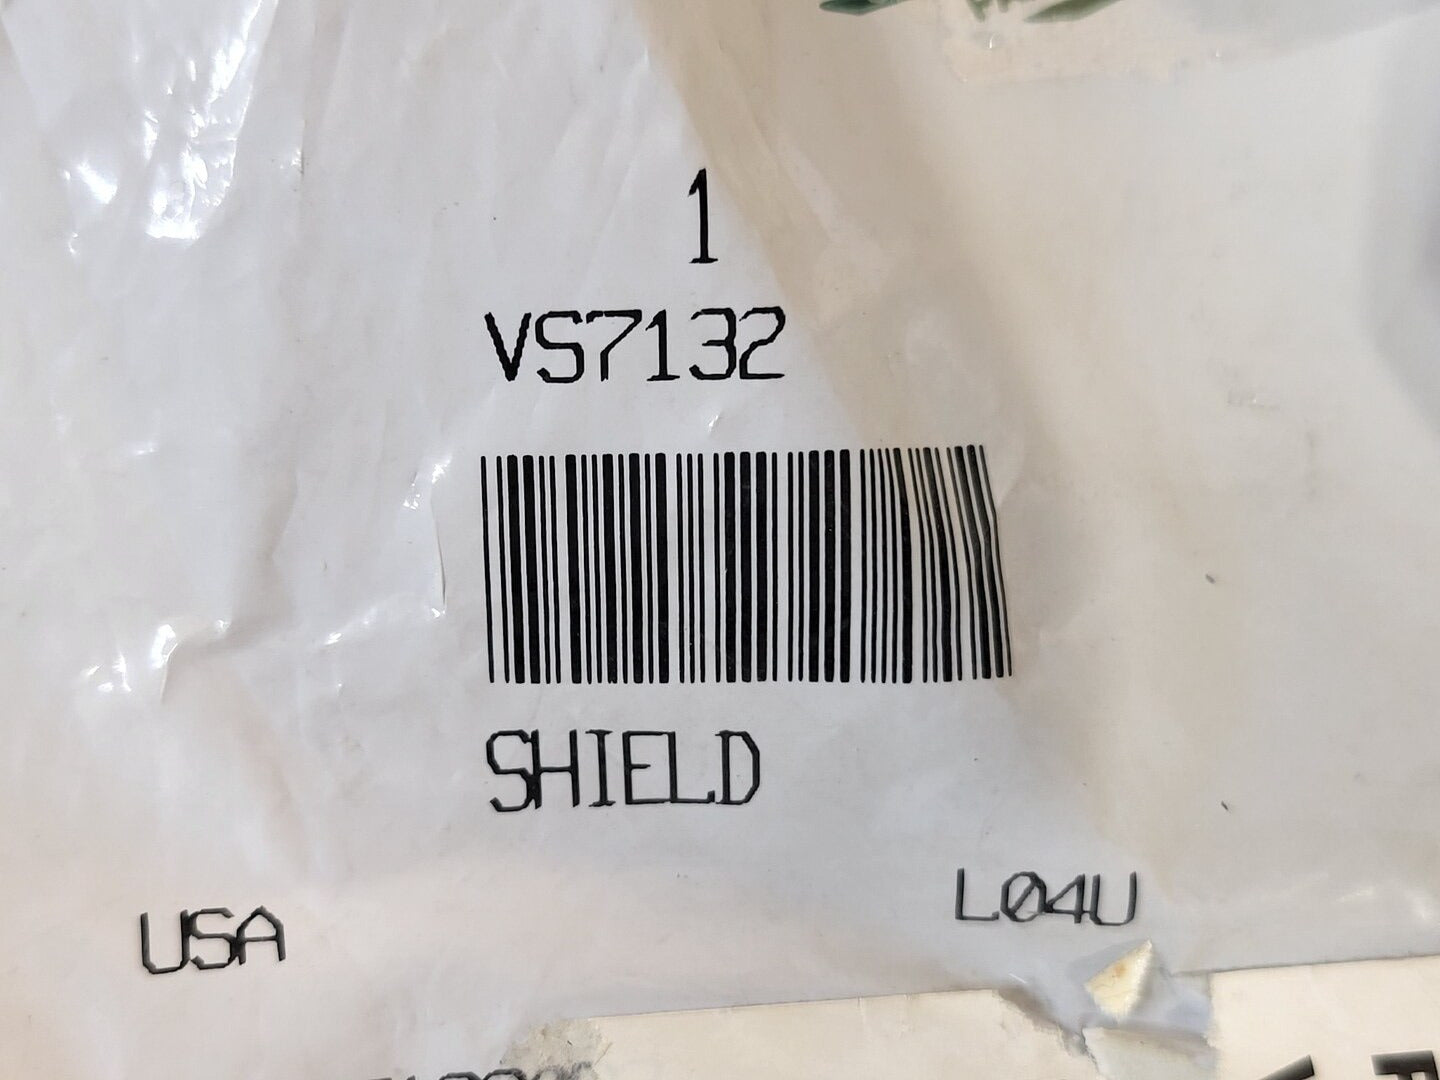 1
VS7132
SHIELD
L04U
USA